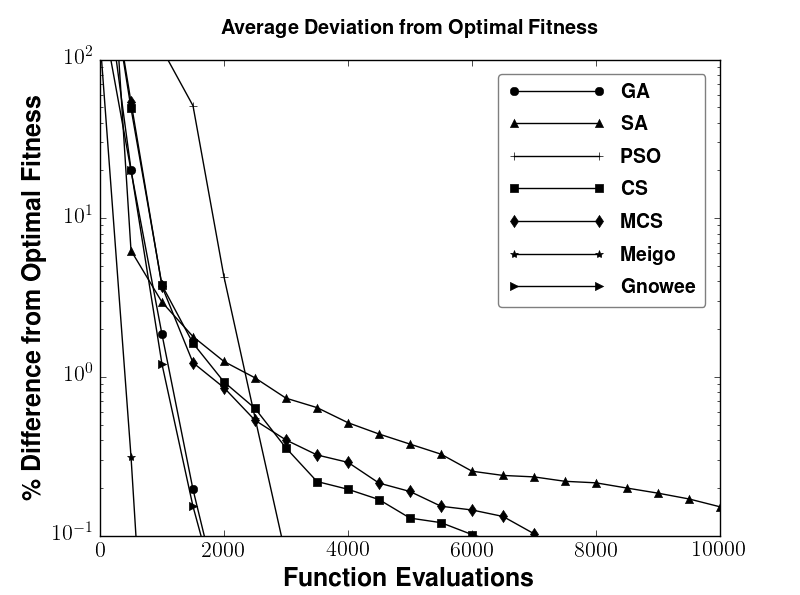 Average Deviation from Optimal Fitness
% Difference from Optimal Fitness
10^2
10^1
10^0
10^−1
GA
SA
PSO
CS
MCS
Meigo
Gnowee
0 2000 4000 6000 8000 10000
Function Evaluations